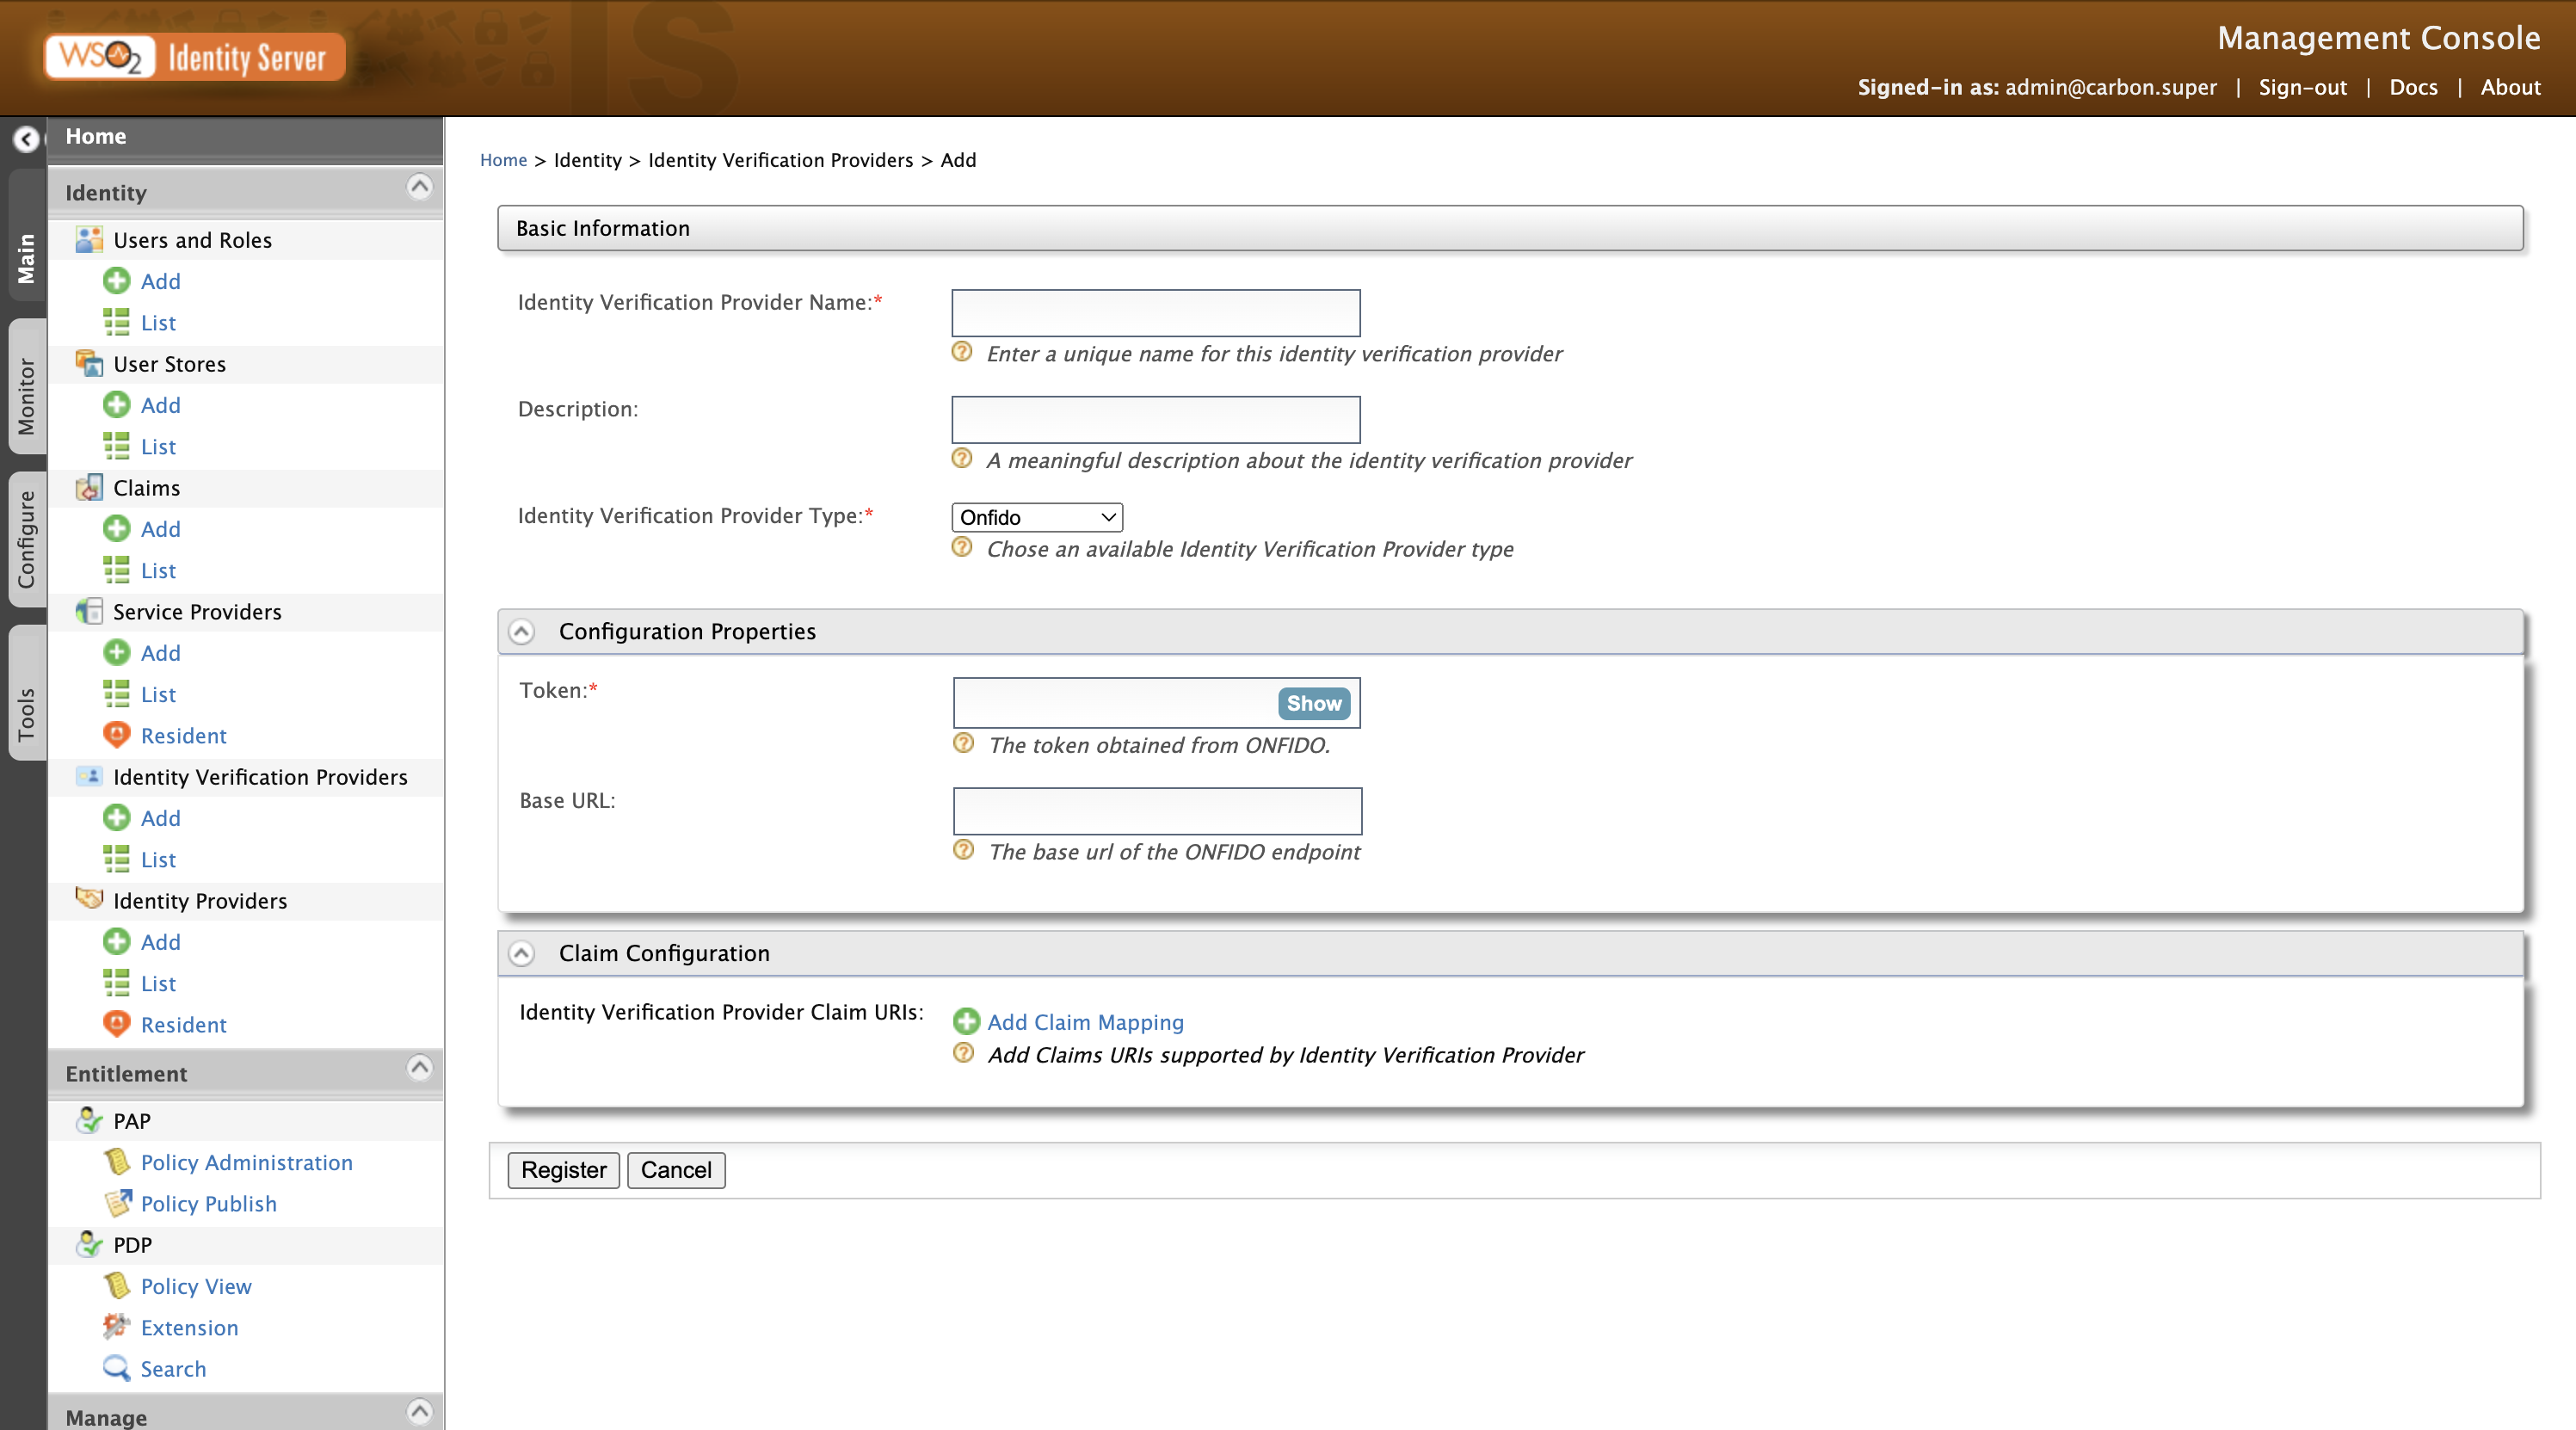 WSO2 Identity Server
Management Console
Signed-in as: admin@carbon.super | Sign-out | Docs | About
Main
Monitor
Configure
Tools
Home
Identity
Users and Roles
Add
List
User Stores
Add
List
Claims
Add
List
Service Providers
Add
List
Resident
Identity Verification Providers
Add
List
Identity Providers
Add
List
Resident
Entitlement
PAP
Policy Administration
Policy Publish
PDP
Policy View
Extension
Search
Manage
Home > Identity > Identity Verification Providers > Add
Basic Information
Identity Verification Provider Name:*
Enter a unique name for this identity verification provider
Description:
A meaningful description about the identity verification provider
Identity Verification Provider Type:* Onfido
Chose an available Identity Verification Provider type
Configuration Properties
Token:* Show
The token obtained from ONFIDO.
Base URL:
The base url of the ONFIDO endpoint
Claim Configuration
Identity Verification Provider Claim URIs: Add Claim Mapping
Add Claims URIs supported by Identity Verification Provider
Register Cancel